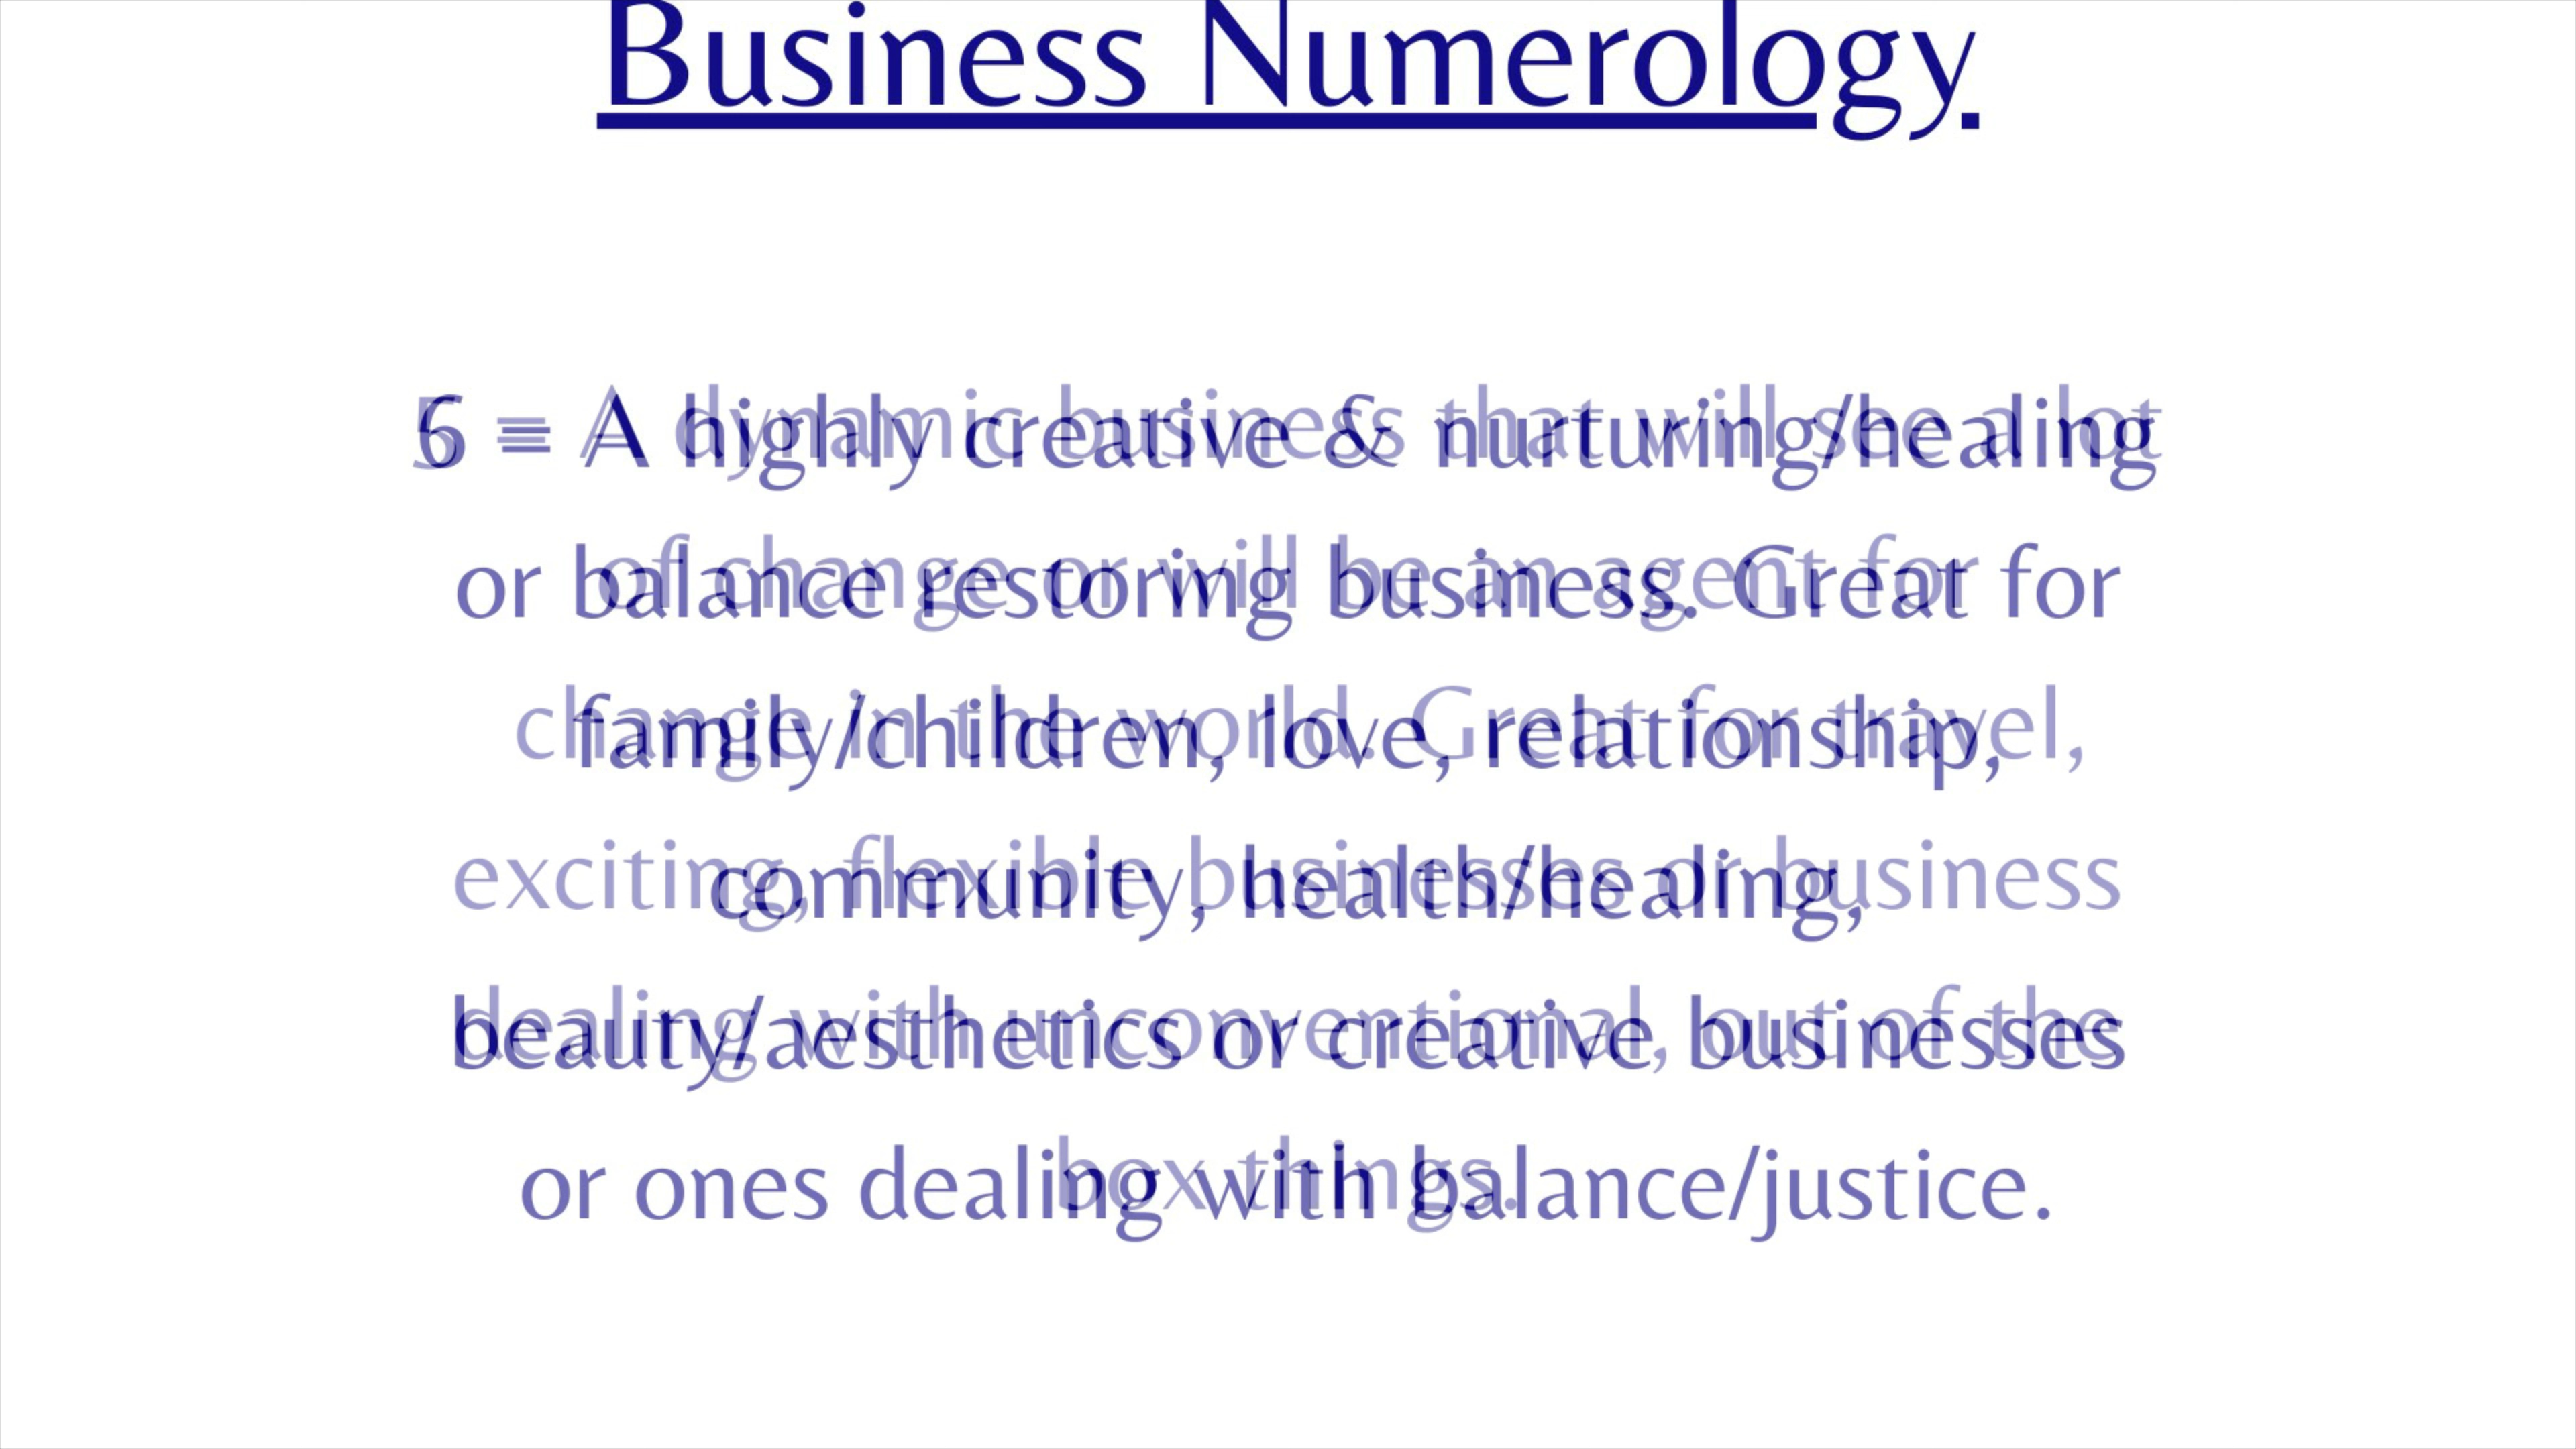 Business Numerology
6 = A highly creative & nurturing/healing
or balance restoring business. Great for
family/children, love, relationship,
community, health/healing,
beauty/aesthetics or creative businesses
or ones dealing with balance/justice.
5 = A dynamic business that will see a lot
of change or will be an agent for
change in the world. Great for travel,
exciting, flexible businesses or business
dealing with unconventional, out of the
box things.